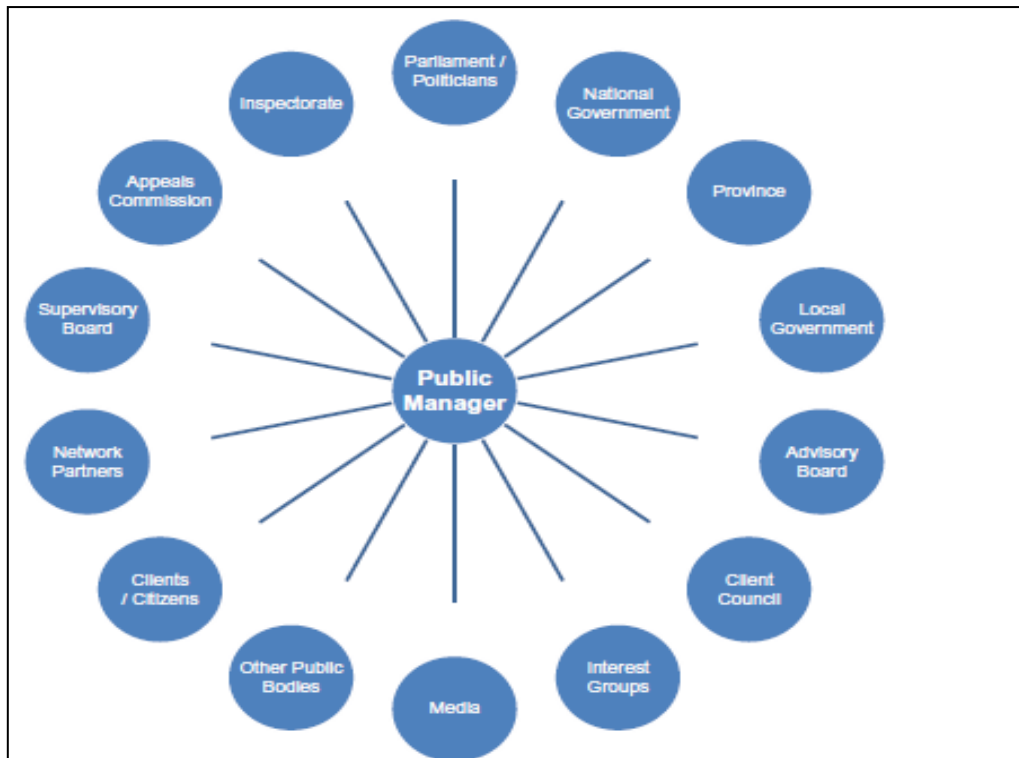 Parliament /
Politicians
National
Government
Province
Local
Government
Advisory
Board
Client
Council
Interest
Groups
Media
Other Public
Bodies
Clients
/ Citizens
Network
Partners
Supervisory
Board
Appeals
Commission
Inspectorate
Public
Manager